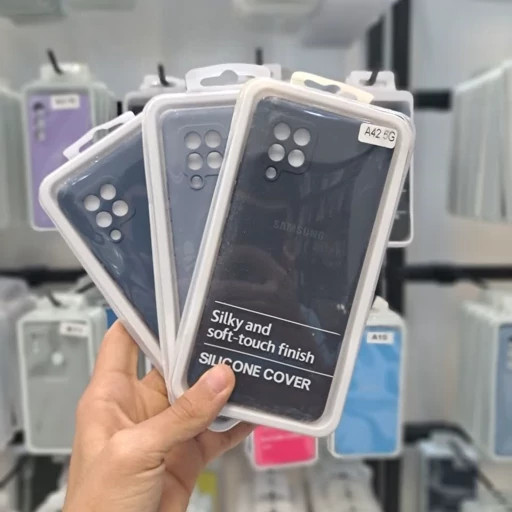 A42 5G
SAMSUNG
Silky and
soft-touch finish
SILICONE COVER
A10